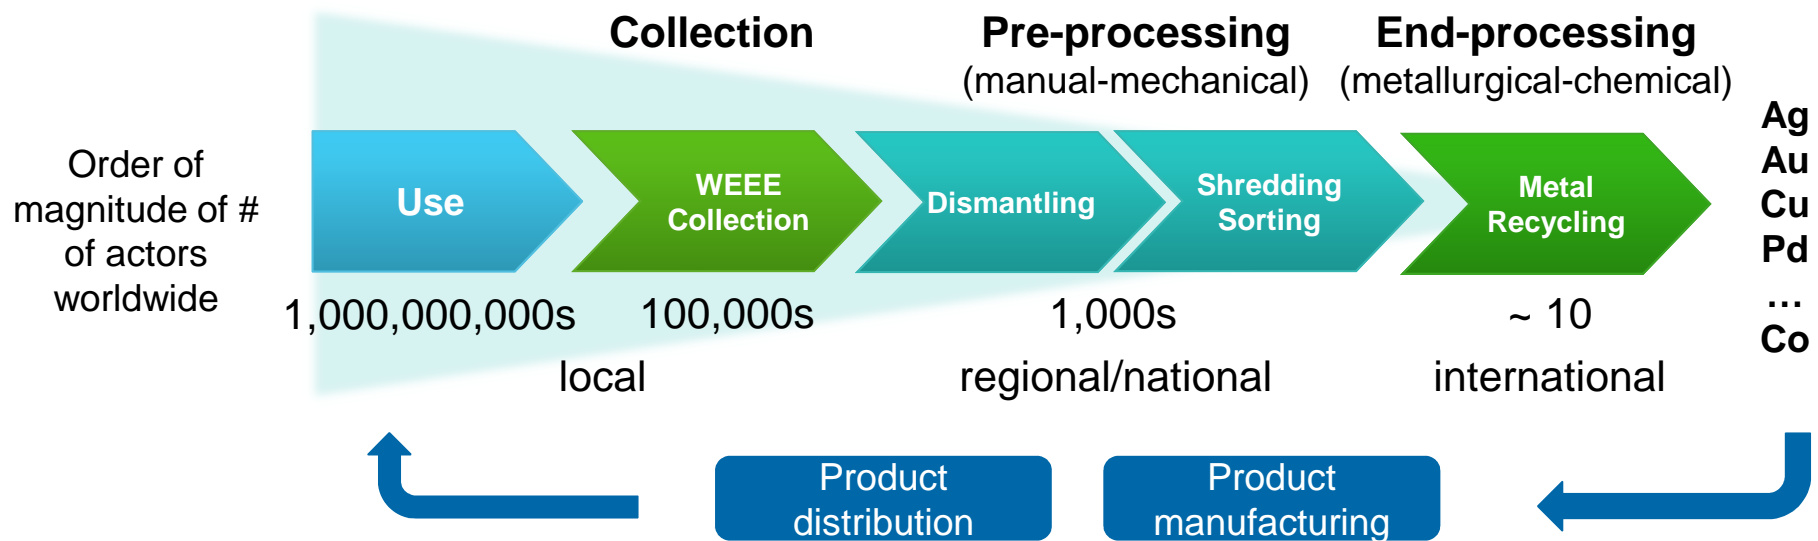 Collection
Pre-processing
(manual-mechanical)
End-processing
(metallurgical-chemical)
Order of
magnitude of #
of actors
worldwide
Use
WEEE
Collection
Dismantling
Shredding
Sorting
Metal
Recycling
Ag
Au
Cu
Pd
...
Co
1,000,000,000s
100,000s
1,000s
~ 10
local
regional/national
international
Product
distribution
Product
manufacturing